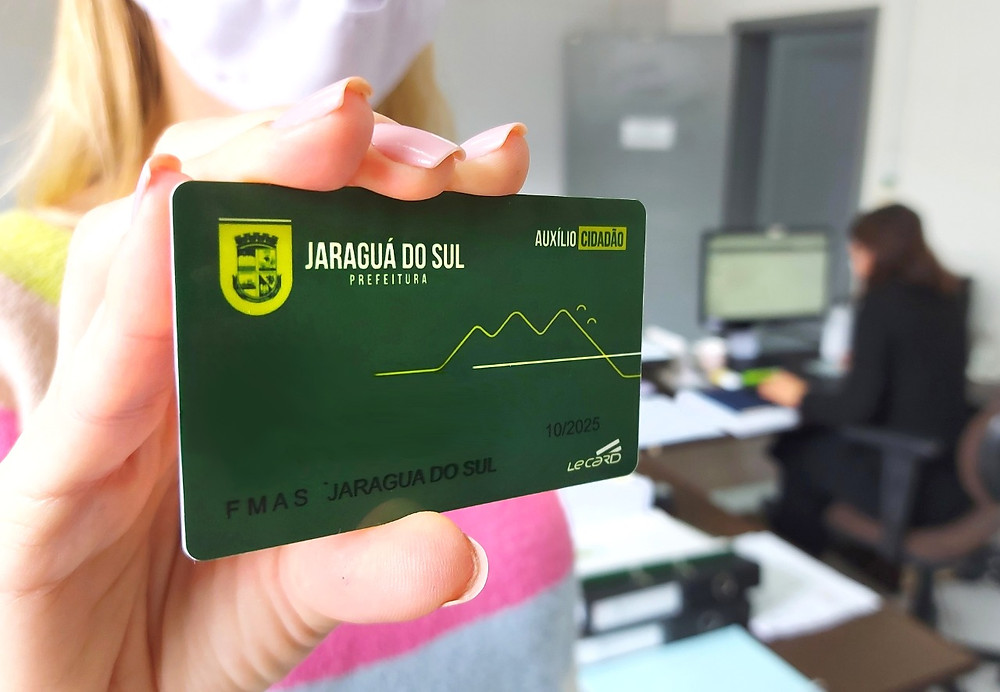 JARAGUÁ DO SUL
PREFEITURA
AUXÍLIO CIDADÃO
10/2025
LeCARD
FMAS JARAGUA DO SUL